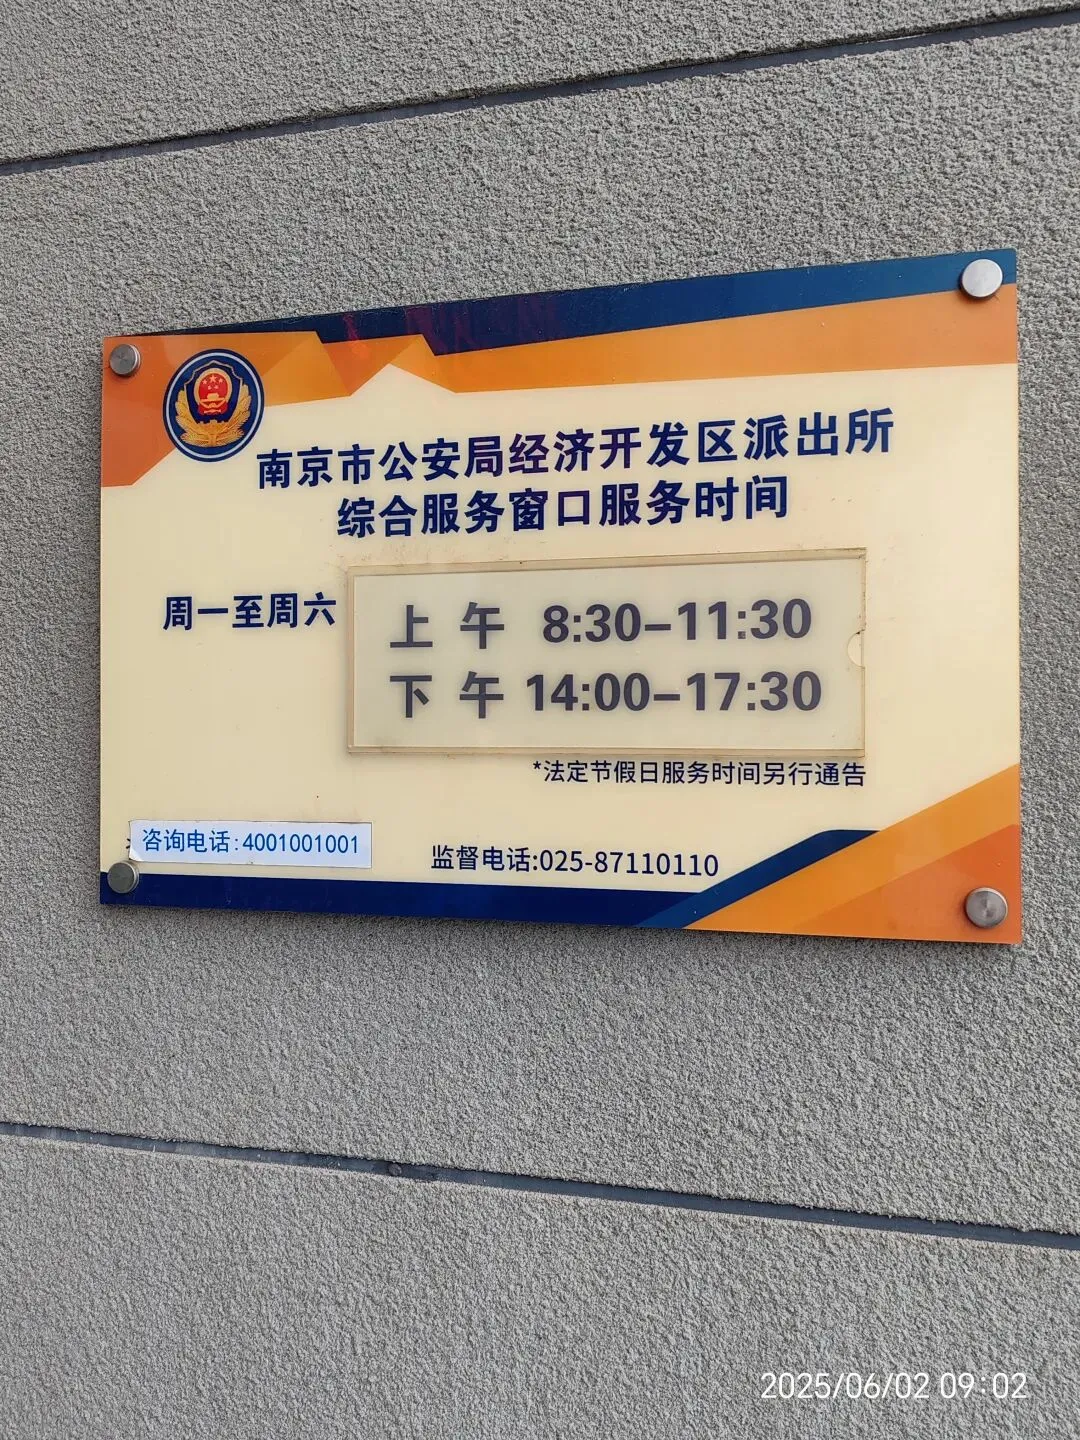 南京市公安局经济开发区派出所
综合服务窗口服务时间
周一至周六
上 午 8:30-11:30
下 午 14:00-17:30
*法定节假日服务时间另行通告
咨询电话:4001001001
监督电话:025-87110110
2025/06/02 09:02